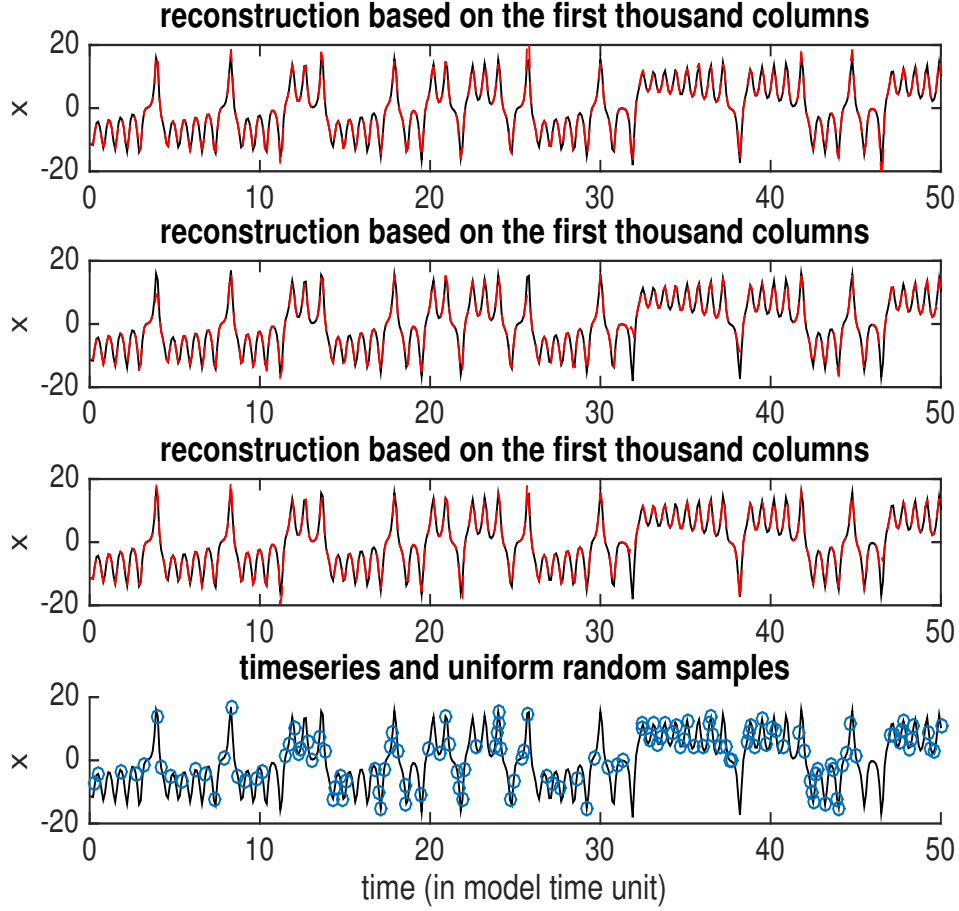 reconstruction based on the first thousand columns
20
0
-20
x
0 10 20 30 40 50
reconstruction based on the first thousand columns
20
0
-20
x
0 10 20 30 40 50
reconstruction based on the first thousand columns
20
0
-20
x
0 10 20 30 40 50
timeseries and uniform random samples
20
0
-20
x
0 10 20 30 40 50
time (in model time unit)